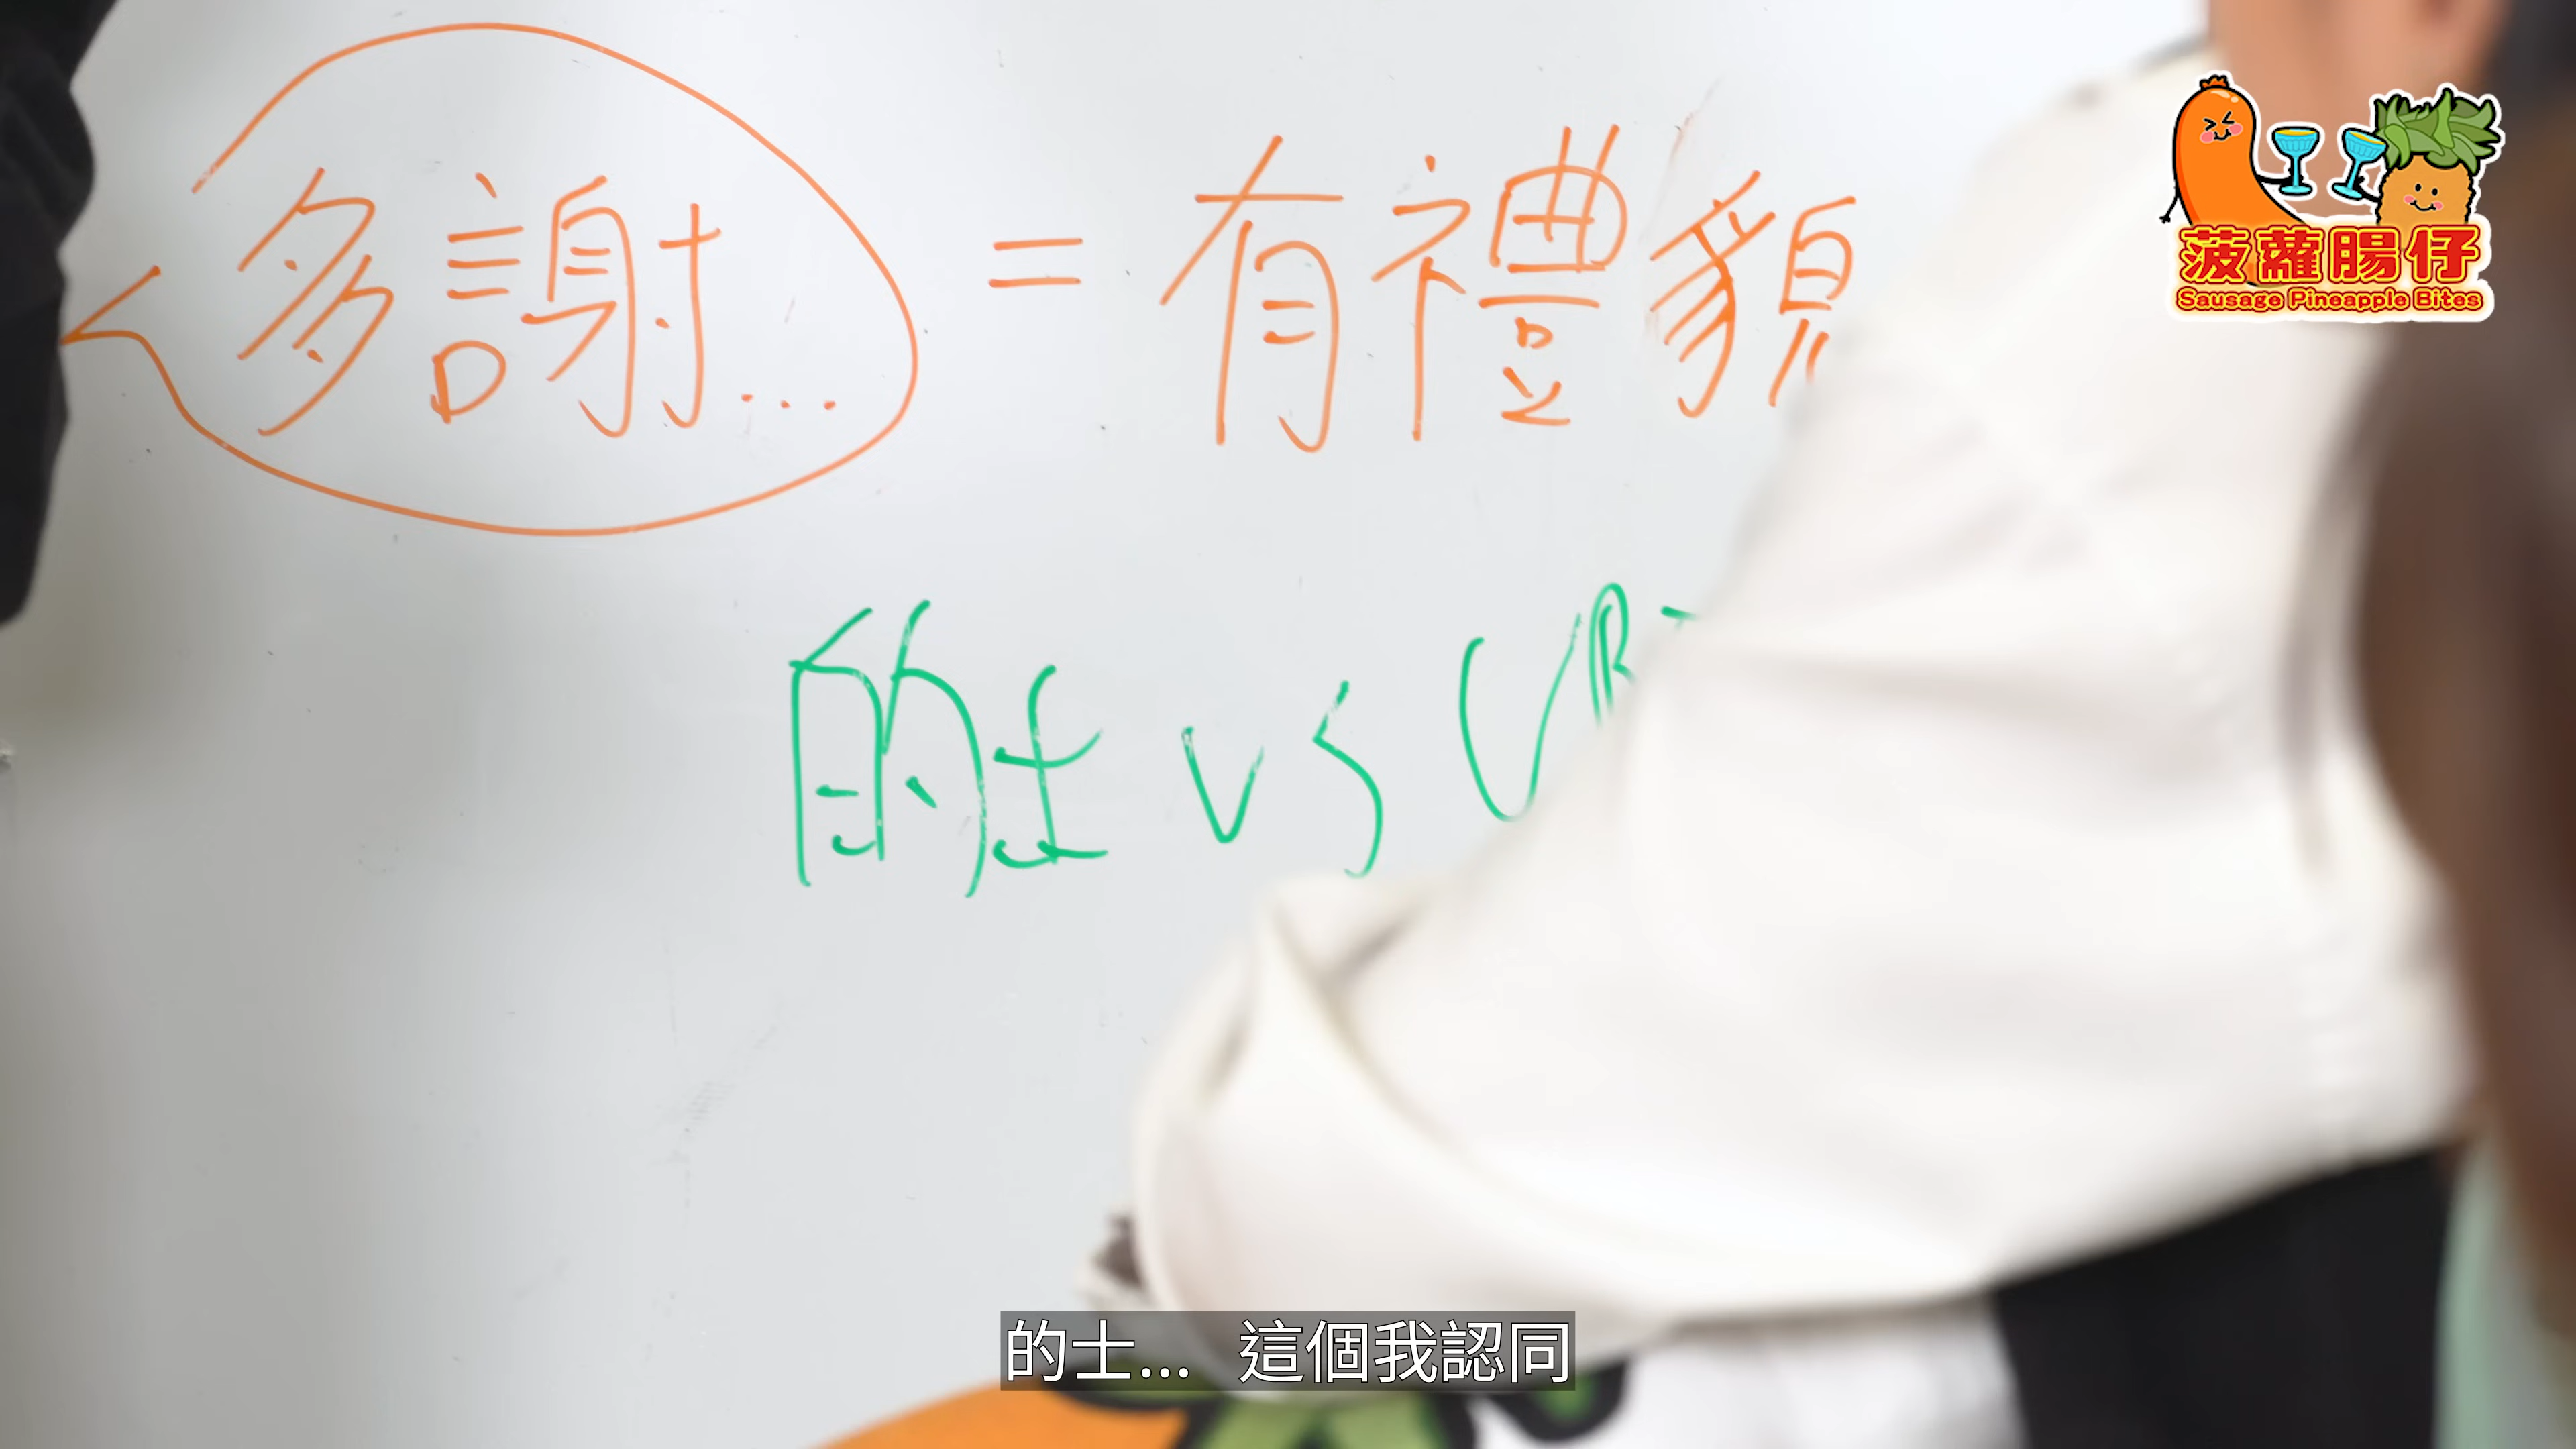 多謝... = 有禮貌
菠蘿腸仔
Sausage Pineapple Bites
的士 vs
的士... 這個我認同